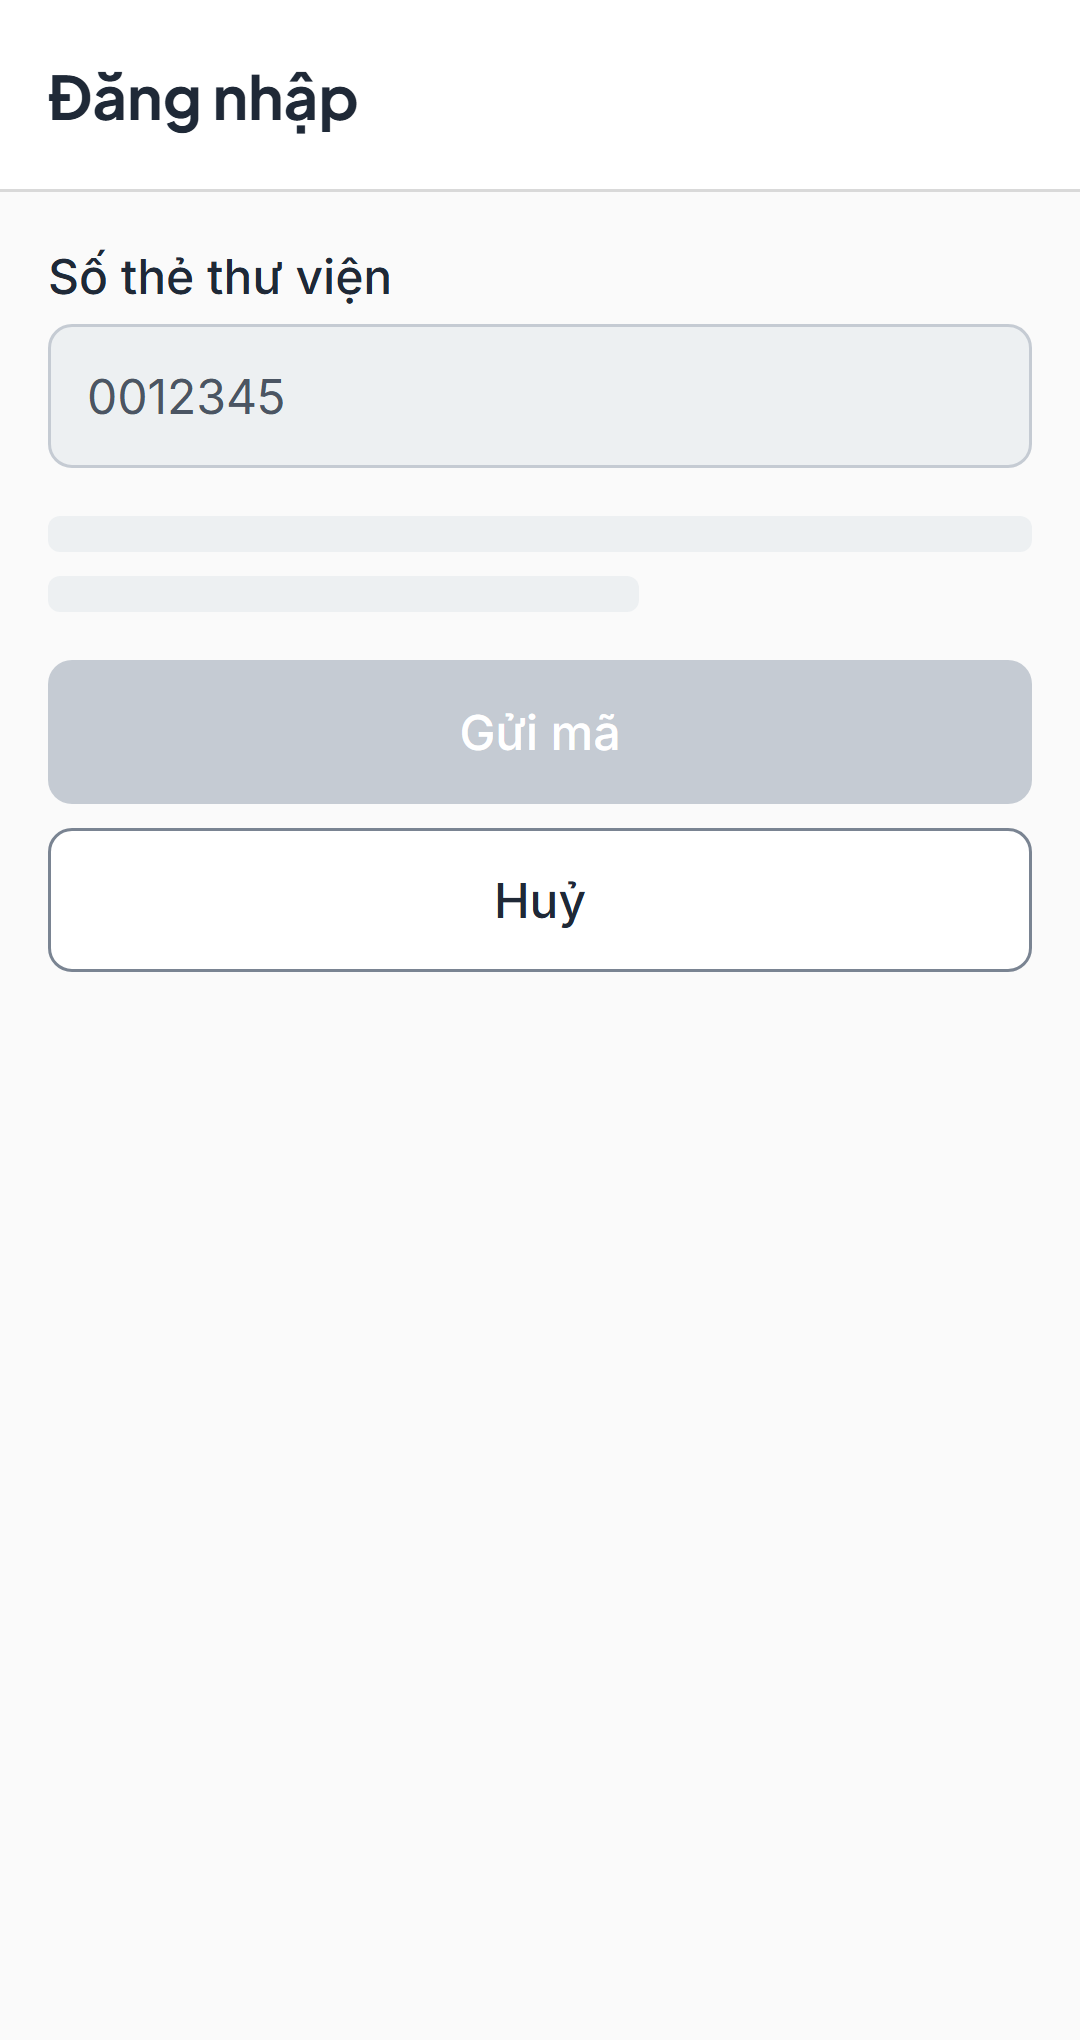 Đăng nhập
Số thẻ thư viện
0012345
Gửi mã
Huỷ